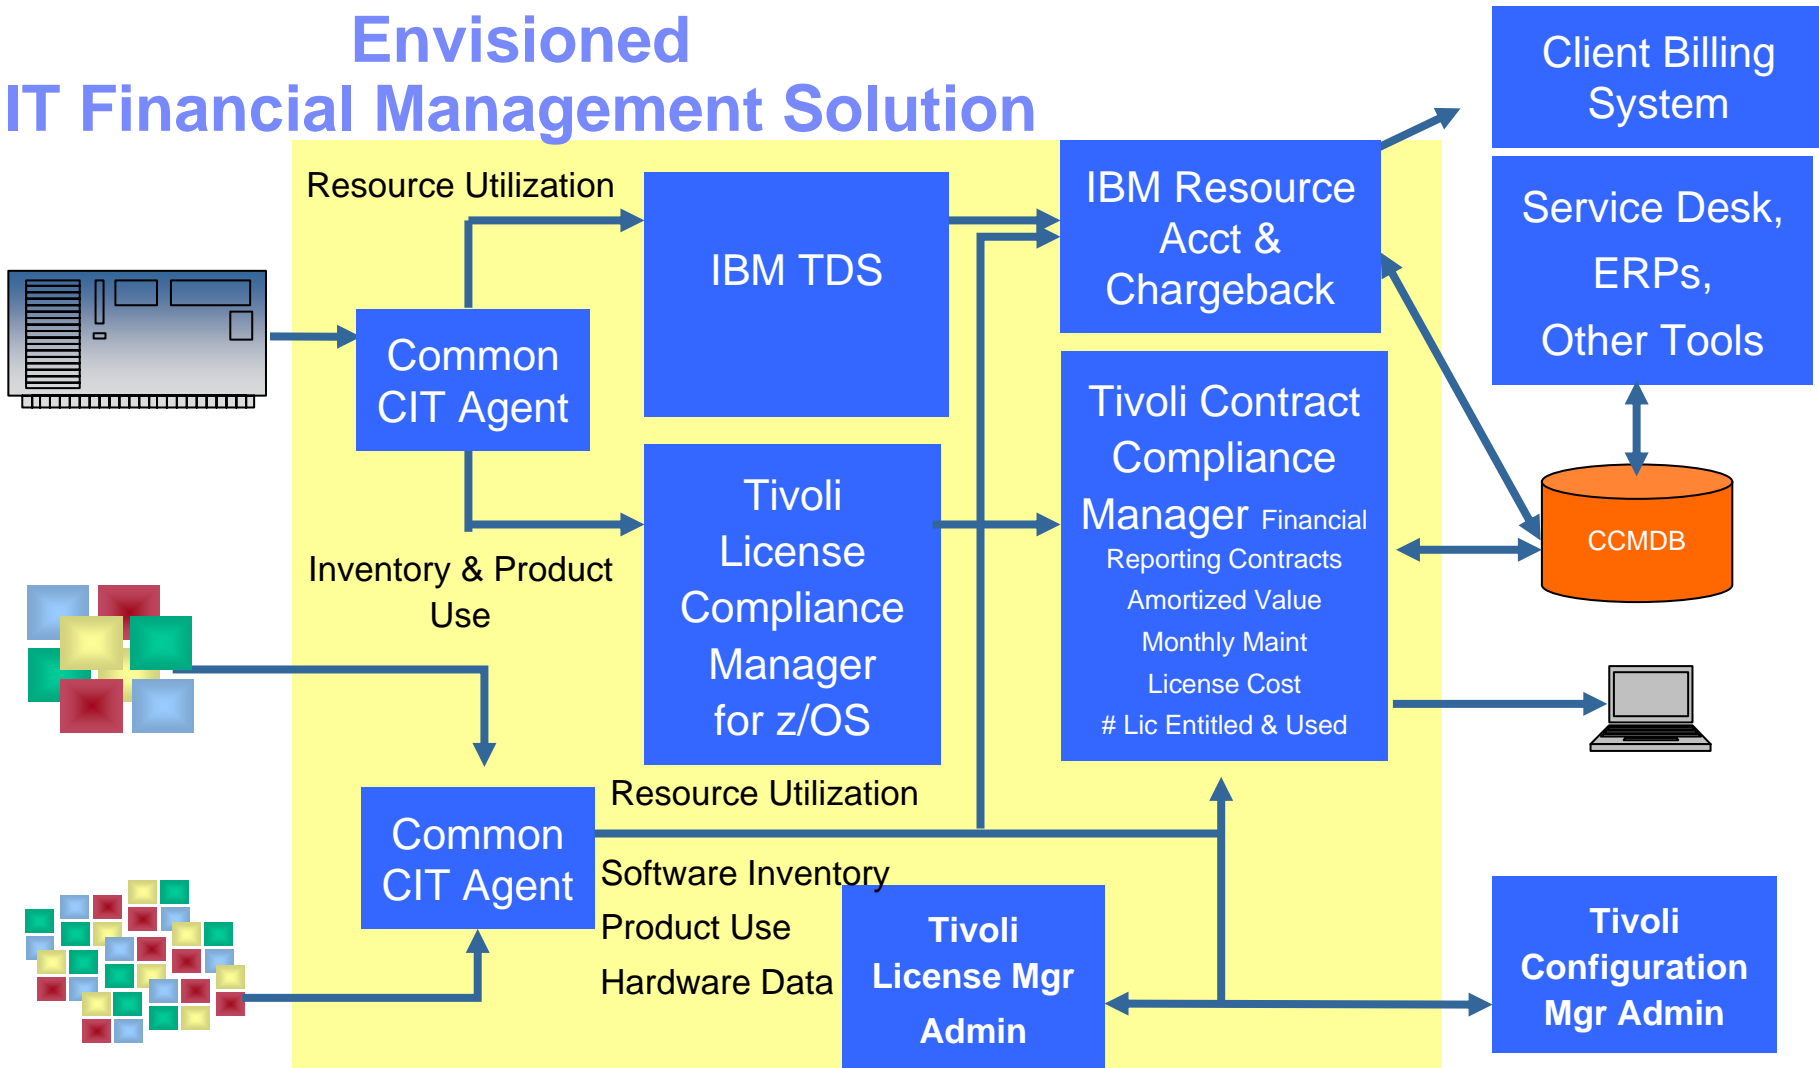 Envisioned
IT Financial Management Solution
Client Billing
System
Resource Utilization
IBM TDS
IBM Resource
Acct &
Chargeback
Service Desk,
ERPs,
Other Tools
Common
CIT Agent
Tivoli
License
Compliance
Manager
for z/OS
Tivoli Contract
Compliance
Manager Financial
Reporting Contracts
Amortized Value
Monthly Maint
License Cost
# Lic Entitled & Used
CCMDB
Inventory & Product
Use
Resource Utilization
Common
CIT Agent
Software Inventory
Product Use
Hardware Data
Tivoli
License Mgr
Admin
Tivoli
Configuration
Mgr Admin